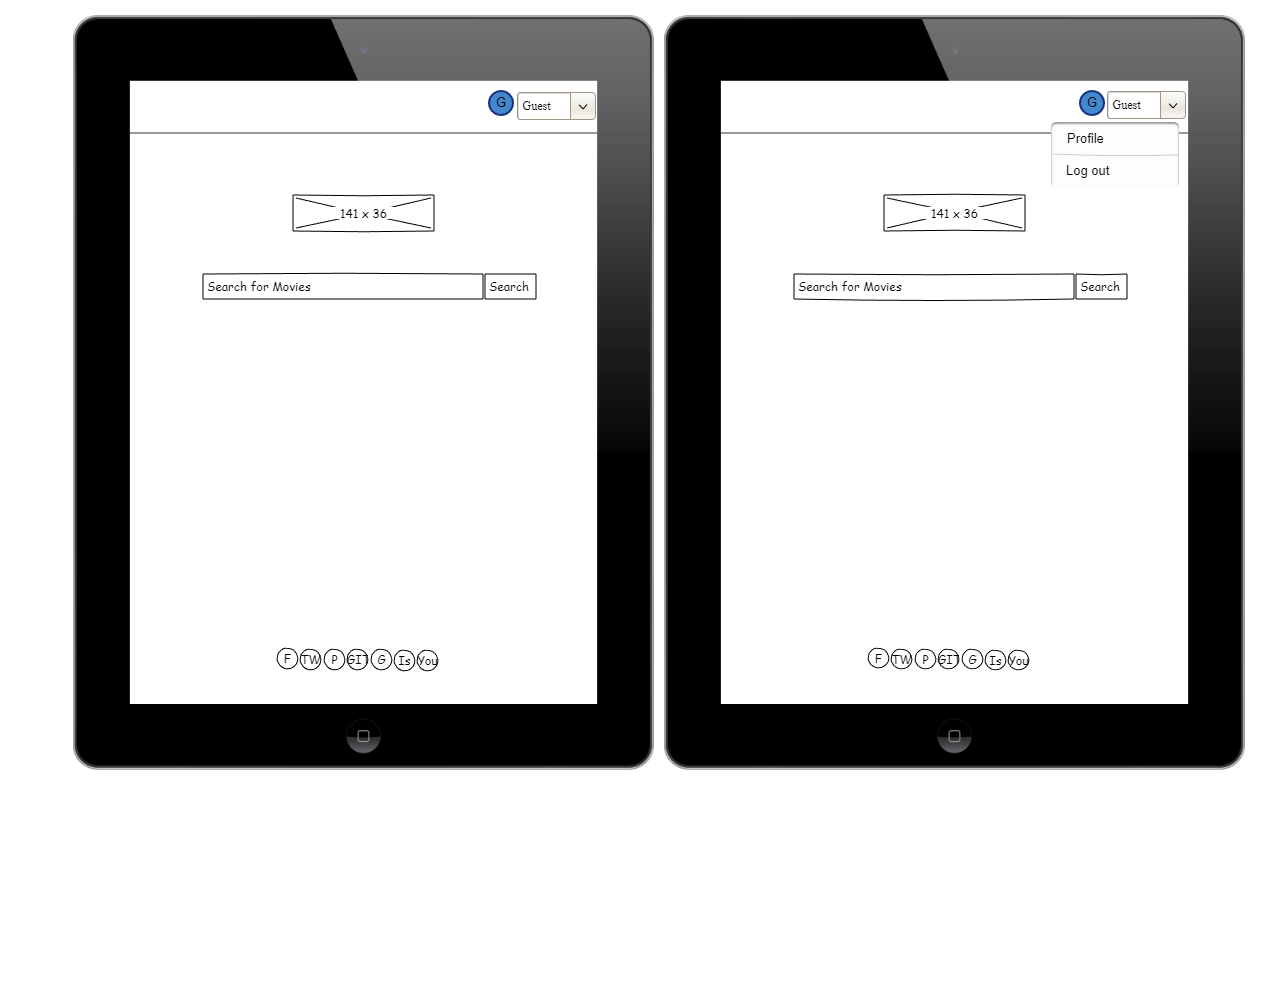 G Guest
141 x 36
Search for Movies Search
F TW P GIT G Is You
G Guest
Profile
Log out
141 x 36
Search for Movies Search
F TW P GIT G Is You